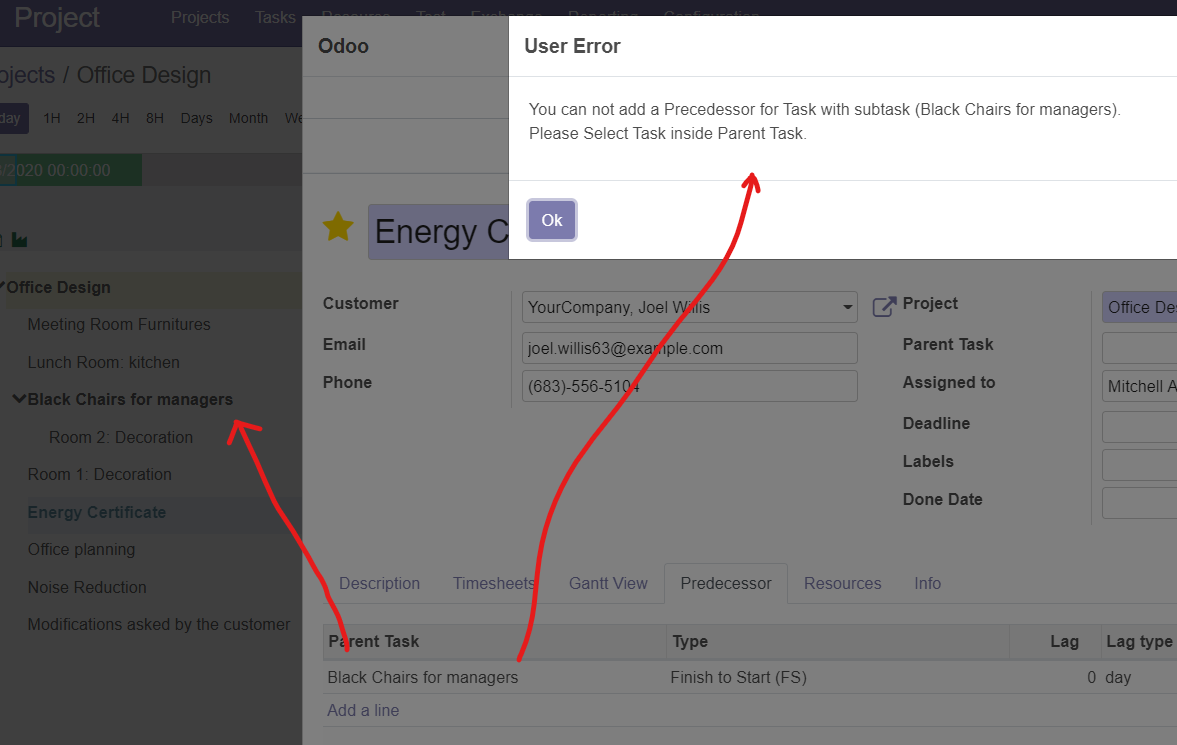 Project
Projects
Tasks
Odoo
User Error
ojects / Office Design
day
1H
2H
4H
8H
Days
Month
We
You can not add a Precedessor for Task with subtask (Black Chairs for managers).
Please Select Task inside Parent Task.
/2020 00:00:00
Ok
Energy C
Office Design
Meeting Room Furnitures
Lunch Room: kitchen
Black Chairs for managers
Room 2: Decoration
Room 1: Decoration
Energy Certificate
Office planning
Noise Reduction
Modifications asked by the customer
Customer
YourCompany, Joel Willis
Email
joel.willis63@example.com
Phone
(683)-556-5104
Project
Office De
Parent Task
Assigned to
Mitchell A
Deadline
Labels
Done Date
Description
Timesheets
Gantt View
Predecessor
Resources
Info
Parent Task
Type
Lag
Lag type
Black Chairs for managers
Finish to Start (FS)
0
day
Add a line